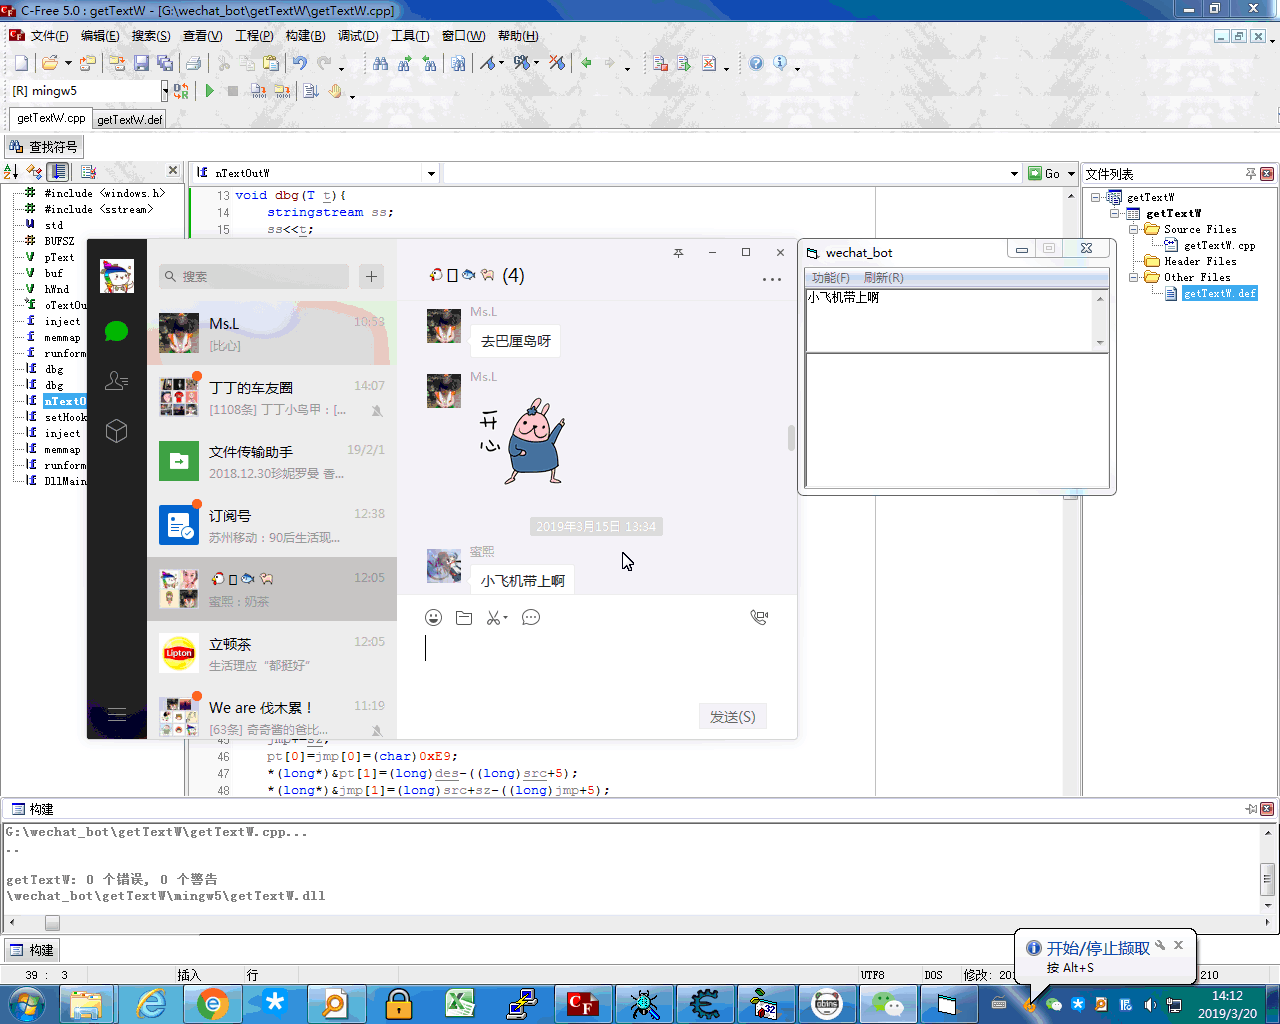 C-Free 5.0 : getTextW - [G:\wechat_bot\getTextW\getTextW.cpp]
文件(F) 编辑(E) 搜索(S) 查看(V) 工程(P) 构建(B) 调试(D) 工具(T) 窗口(W) 帮助(H)
[R] mingw5
getTextW.cpp getTextW.def
查找符号
nTextOutW
Go
文件列表
#include <windows.h>
#include <sstream>
std
BUFSZ
pText
buf
hWnd
oTextOu
inject
memmap
runform
dbg
dbg
nTextO
setHook
inject
memmap
runform
DllMain
13 void dbg(T t){
14 stringstream ss;
15 ss<<t;
getTextW
getTextW
Source Files
getTextW.cpp
Header Files
Other Files
getTextW.def
搜索
Ms.L 10:53
[比心]
丁丁的车友圈 14:07
[1108条] 丁丁小鸟甲：[...
文件传输助手 19/2/1
2018.12.30珍妮罗曼 香...
订阅号 12:38
苏州移动：90后生活现...
12:05
蜜熙：奶茶
立顿茶 12:05
Lipton
生活理应“都挺好”
We are 伐木累！ 11:19
[63条] 奇奇酱的爸比...
(4)
Ms.L
去巴厘岛呀
Ms.L
开
心
2019年3月15日 13:34
蜜熙
小飞机带上啊
发送(S)
wechat_bot
功能(F) 刷新(R)
小飞机带上啊
45 jmp+=sz;
46 pt[0]=jmp[0]=(char)0xE9;
47 *(long*)&pt[1]=(long)des-((long)src+5);
48 *(long*)&jmp[1]=(long)src+sz-((long)jmp+5);
构建
G:\wechat_bot\getTextW\getTextW.cpp...
--
getTextW: 0 个错误, 0 个警告
\wechat_bot\getTextW\mingw5\getTextW.dll
构建
开始/停止撷取
按 Alt+S
39 : 3 插入 行 UTF8 DOS 修改: 201 210
14:12
2019/3/20